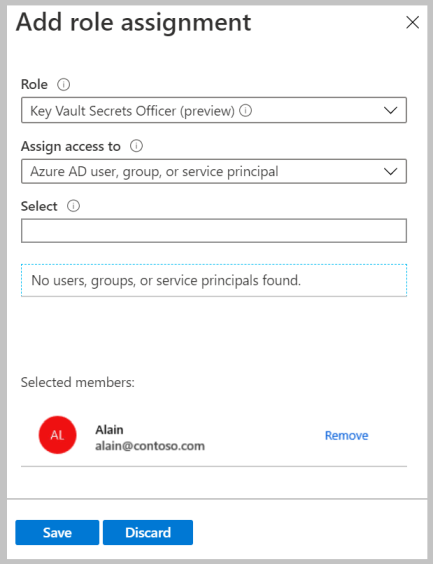 Add role assignment
Role
Key Vault Secrets Officer (preview)
Assign access to
Azure AD user, group, or service principal
Select
No users, groups, or service principals found.
Selected members:
AL
Alain
alain@contoso.com
Remove
Save
Discard